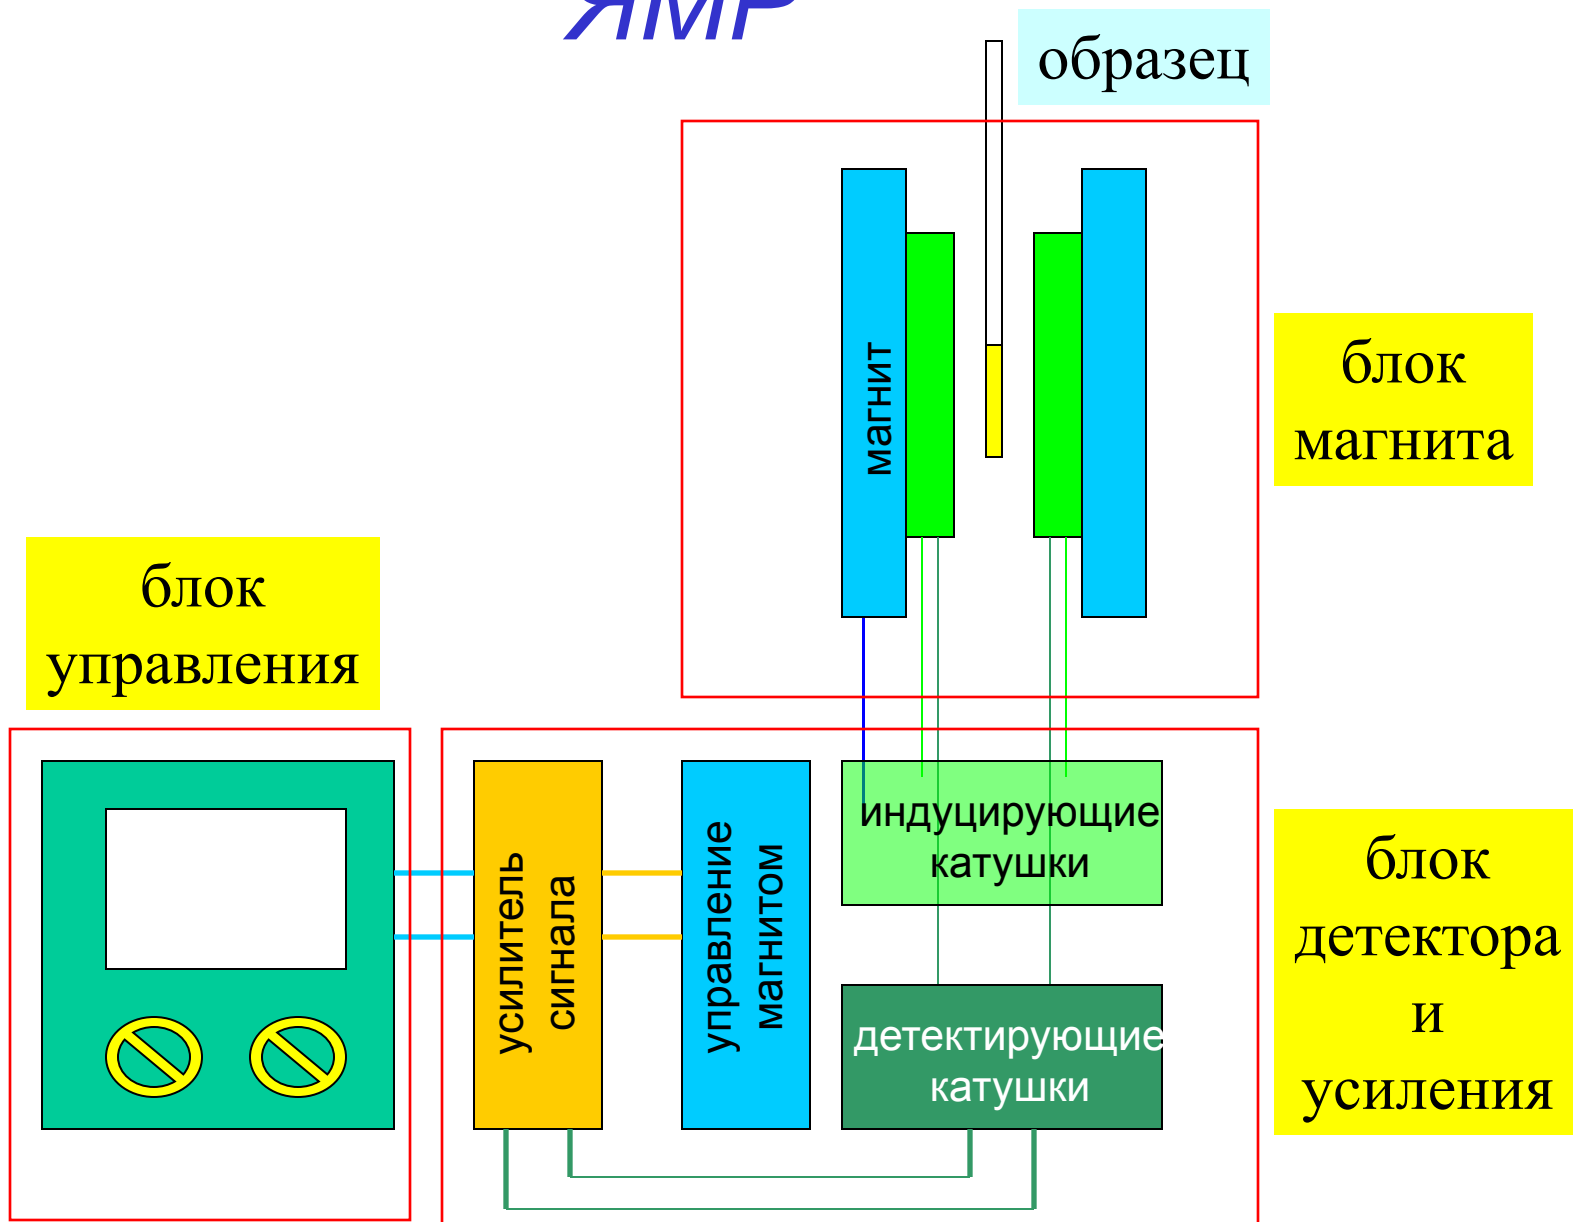 ЯМР
образец
магнит
блок
магнита
блок
управления
усилитель
сигнала
управление
магнитом
индуцирующие
катушки
детектирующие
катушки
блок
детектора
и
усиления